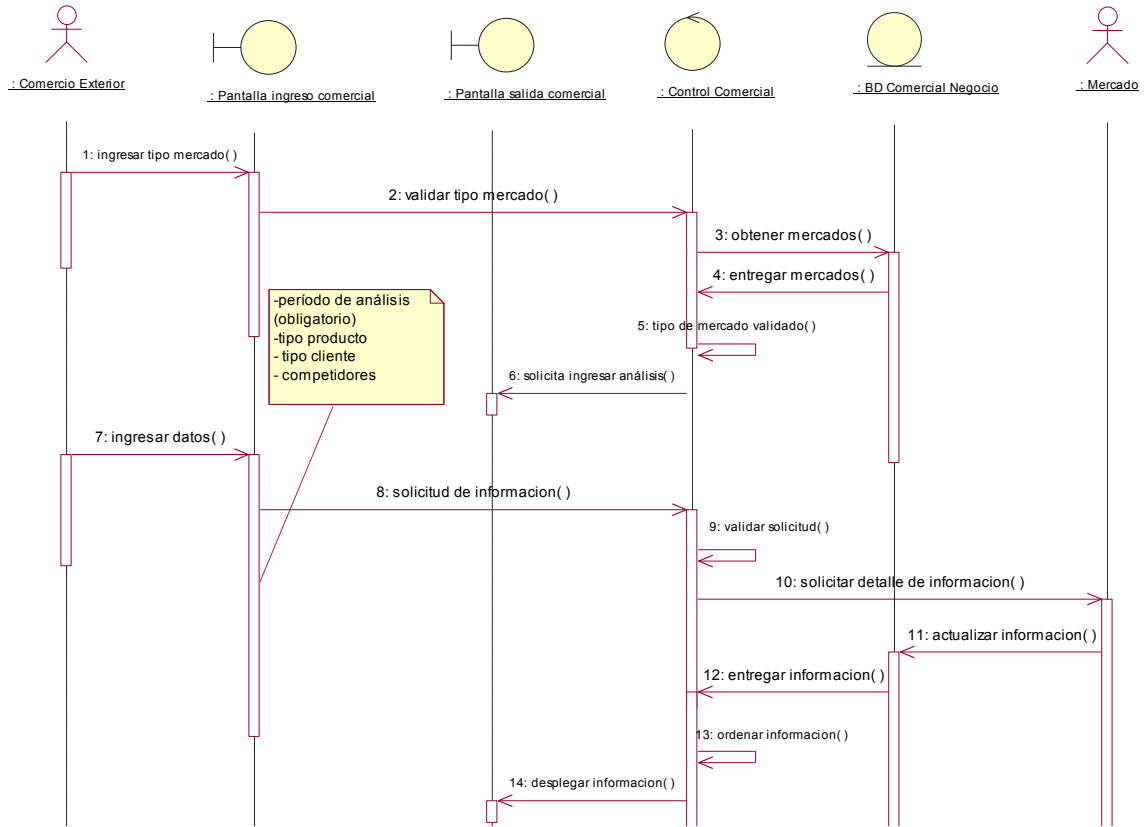 : Comercio Exterior
: Pantalla ingreso comercial
: Pantalla salida comercial
: Control Comercial
: BD Comercial Negocio
: Mercado
1: ingresar tipo mercado( )
2: validar tipo mercado( )
3: obtener mercados( )
4: entregar mercados( )
-período de análisis
(obligatorio)
-tipo producto
- tipo cliente
- competidores
5: tipo de mercado validado( )
6: solicita ingresar análisis( )
7: ingresar datos( )
8: solicitud de informacion( )
9: validar solicitud( )
10: solicitar detalle de informacion( )
11: actualizar informacion( )
12: entregar informacion( )
13: ordenar informacion( )
14: desplegar informacion( )